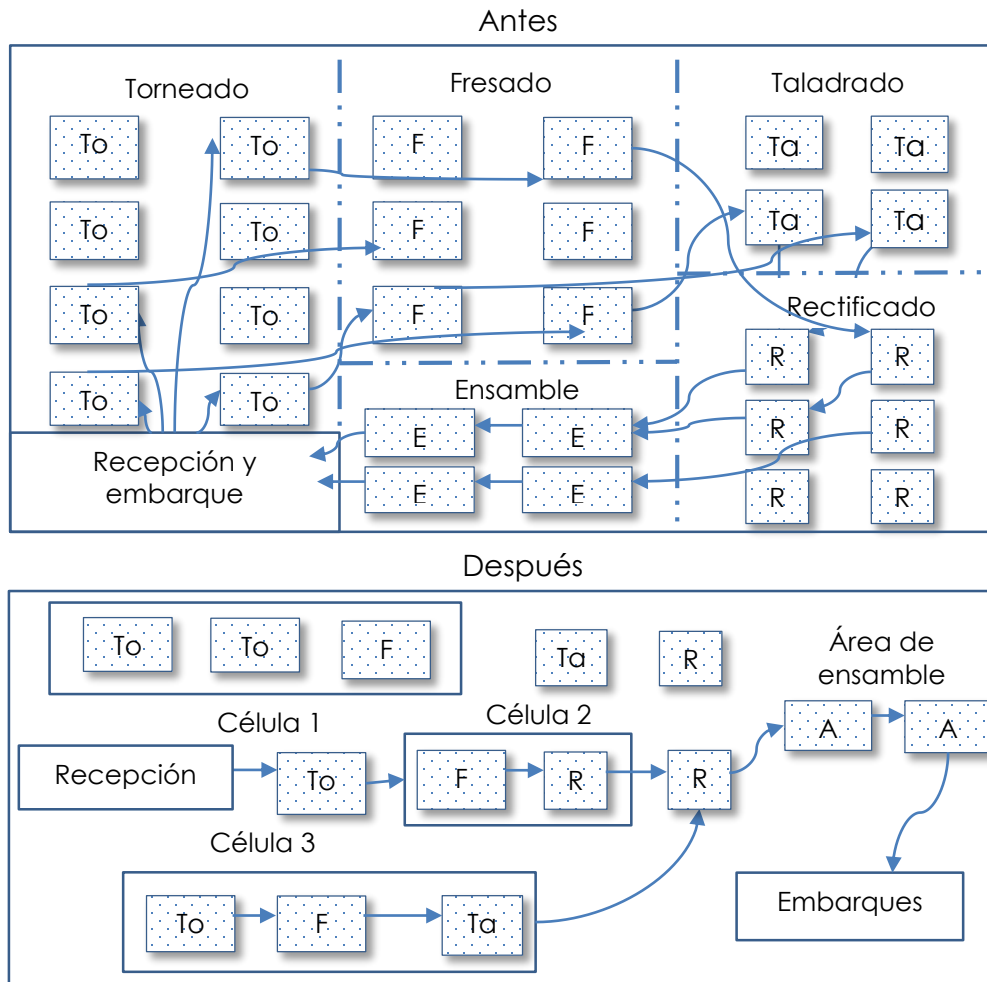 Antes
Torneado
Fresado
Taladrado
To
To
F
F
Ta
Ta
To
To
F
F
Ta
Ta
To
To
F
F
Rectificado
R
R
To
To
Ensamble
E
E
R
R
Recepción y
embarque
E
E
R
R
Después
To
To
F
Ta
R
Área de
ensamble
Célula 1
Célula 2
A
A
Recepción
To
F
R
R
Célula 3
To
F
Ta
Embarques